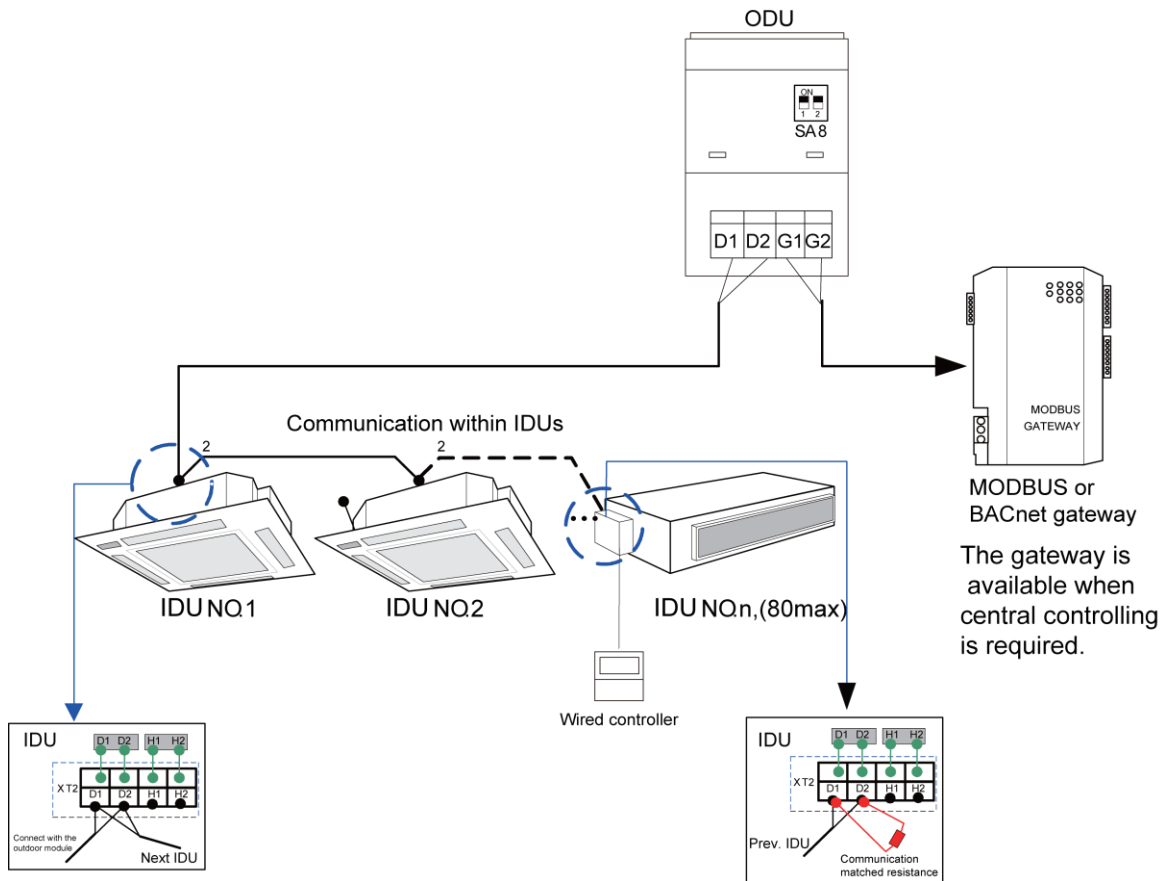 ODU
ON
1 2
SA8
D1 D2 G1 G2
MODBUS
GATEWAY
MODBUS or
BACnet gateway
The gateway is
available when
central controlling
is required.
Communication within IDUs
2
2
IDU NO.1
IDU NO.2
IDU NO.n,(80max)
Wired controller
IDU
D1 D2 H1 H2
XT2
D1 D2 H1 H2
Connect with the
outdoor module
Next IDU
IDU
D1 D2 H1 H2
XT2
D1 D2 H1 H2
Prev. IDU
Communication
matched resistance